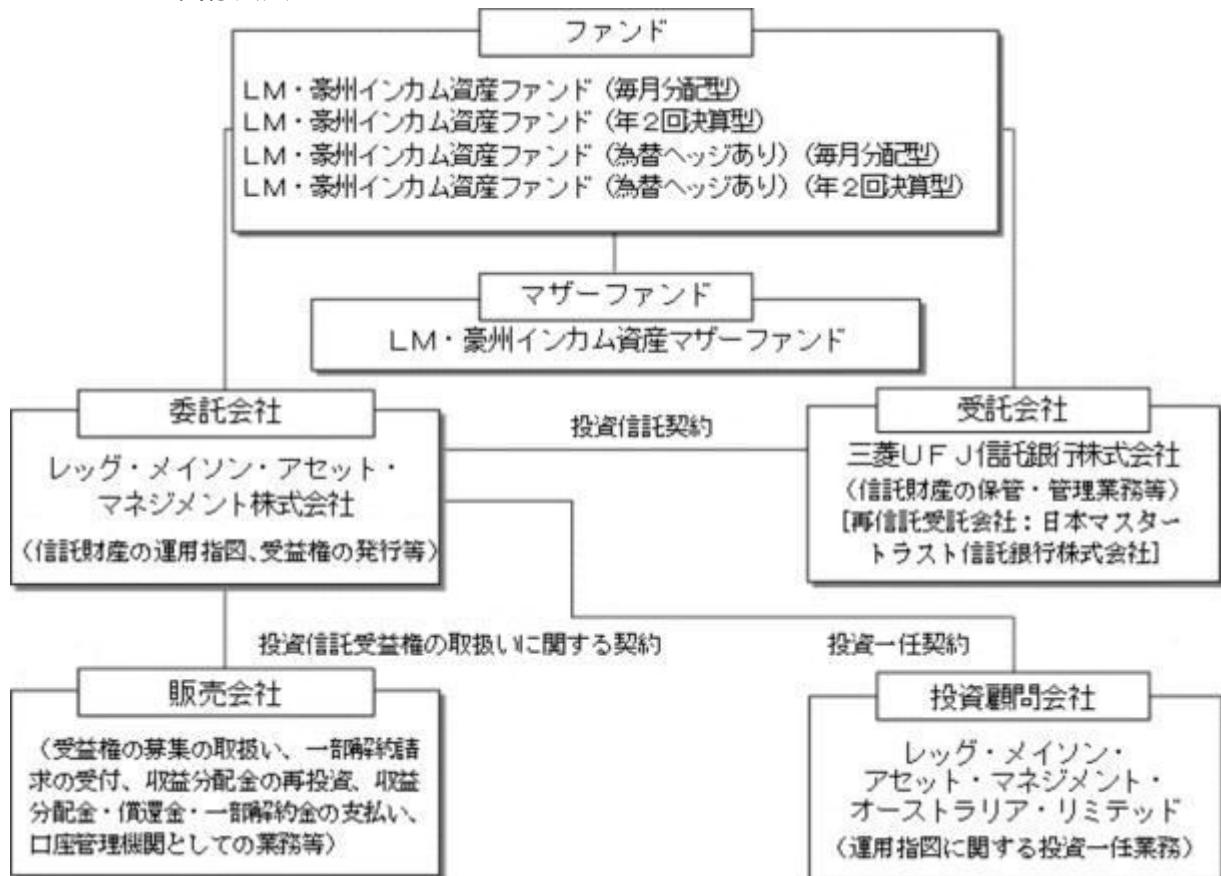 ファンド
LM・豪州インカム資産ファンド（毎月分配型）
LM・豪州インカム資産ファンド（年2回決算型）
LM・豪州インカム資産ファンド（為替ヘッジあり）（毎月分配型）
LM・豪州インカム資産ファンド（為替ヘッジあり）（年2回決算型）
マザーファンド
LM・豪州インカム資産マザーファンド
委託会社
レッグ・メイソン・アセット・
マネジメント株式会社
（信託財産の運用指図、受益権の発行等）
投資信託契約
受託会社
三菱UFJ信託銀行株式会社
（信託財産の保管・管理業務等）
［再信託受託会社：日本マスター
トラスト信託銀行株式会社］
投資信託受益権の取扱いに関する契約
投資一任契約
販売会社
（受益権の募集の取扱い、一部解約請
求の受付、収益分配金の再投資、収益
分配金・償還金・一部解約金の支払い、
口座管理機関としての業務等）
投資顧問会社
レッグ・メイソン・
アセット・マネジメント・
オーストラリア・リミテッド
（運用指図に関する投資一任業務）